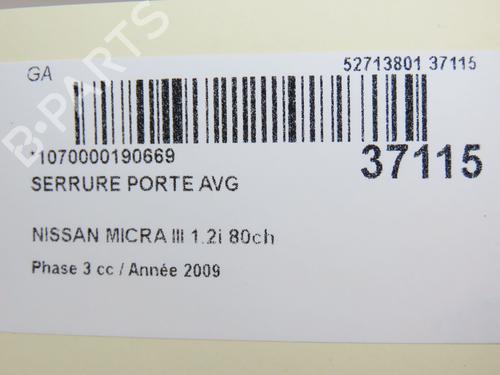 GA
52713801 37115
*1070000190669
37115
SERRURE PORTE AVG
NISSAN MICRA III 1.2i 80ch
Phase 3 cc / Année 2009
B-PARTS